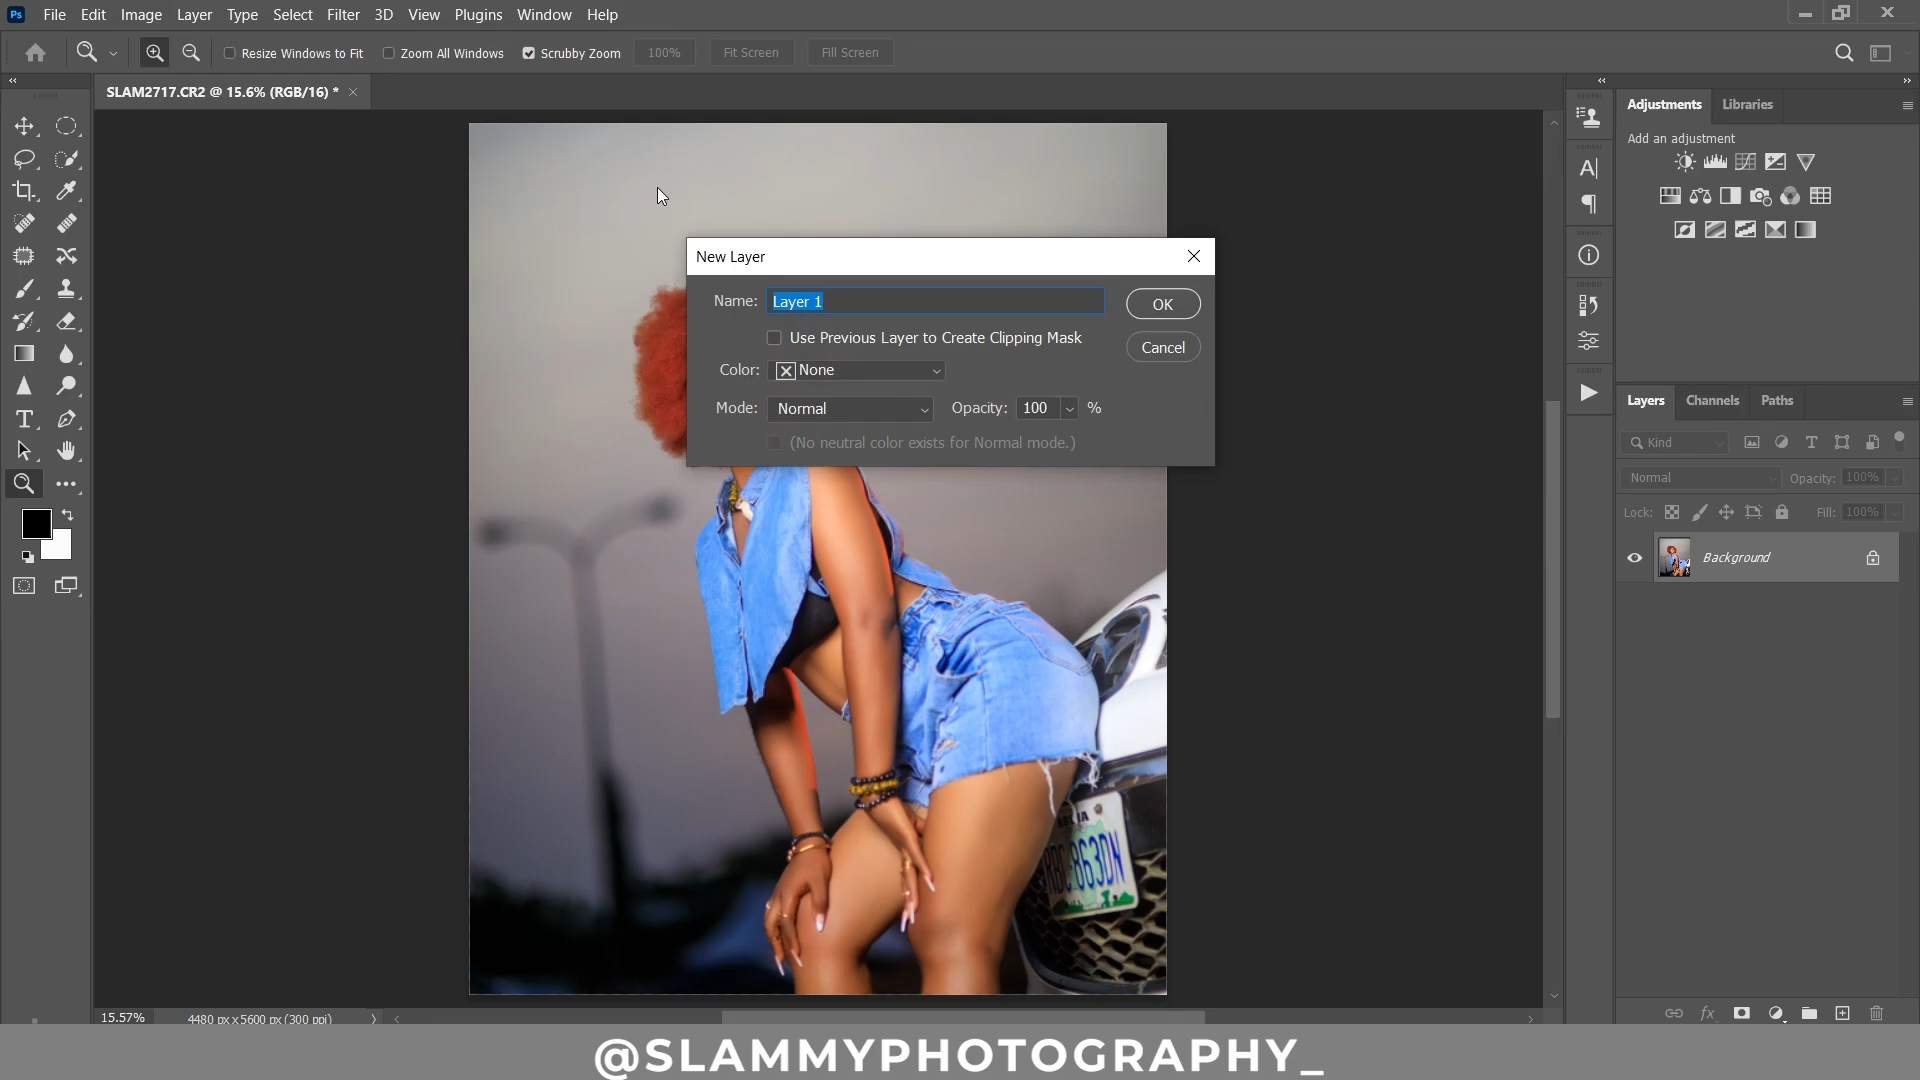 Ps File Edit Image Layer Type Select Filter 3D View Plugins Window Help
Resize Windows to Fit Zoom All Windows Scrubby Zoom 100% Fit Screen Fill Screen
SLAM2717.CR2 @ 15.6% (RGB/16) *
Adjustments Libraries
Add an adjustment
New Layer
Name: Layer 1
OK
Use Previous Layer to Create Clipping Mask
Cancel
Color: None
Mode: Normal Opacity: 100 %
(No neutral color exists for Normal mode.)
Layers Channels Paths
Kind
Normal Opacity: 100%
Lock: Fill: 100%
Background
RBC-863DN
15.57% 4480 px x 5600 px (300 ppi)
@SLAMMYPHOTOGRAPHY_